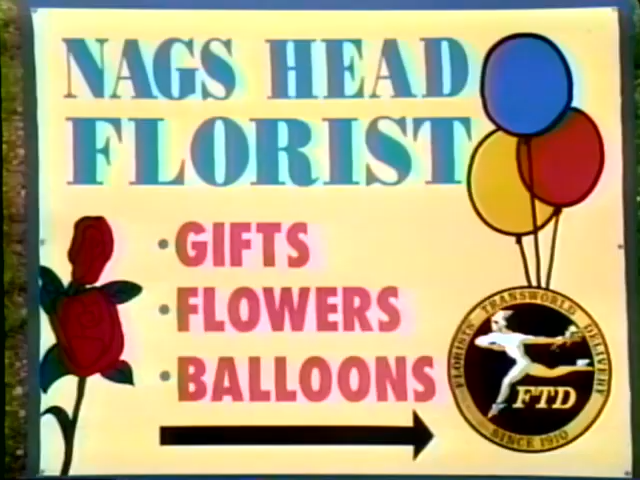 NAGS HEAD
FLORIST
·GIFTS
·FLOWERS
·BALLOONS
FLORISTS' TRANSWORLD DELIVERY
FTD
SINCE 1910